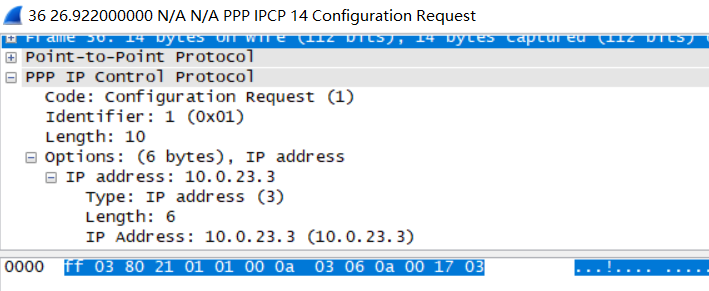 36 26.922000000 N/A N/A PPP IPCP 14 Configuration Request
Frame 36: 14 bytes on wire (112 bits), 14 bytes captured (112 bits)
Point-to-Point Protocol
PPP IP Control Protocol
Code: Configuration Request (1)
Identifier: 1 (0x01)
Length: 10
Options: (6 bytes), IP address
IP address: 10.0.23.3
Type: IP address (3)
Length: 6
IP Address: 10.0.23.3 (10.0.23.3)
0000 ff 03 80 21 01 01 00 0a 03 06 0a 00 17 03 ...!.... .....